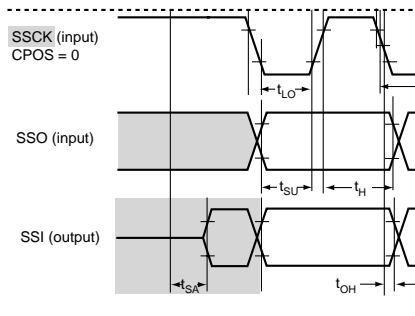 SSCK (input)
CPOS = 0
tLO
SSO (input)
tSU
tH
SSI (output)
tSA
tOH